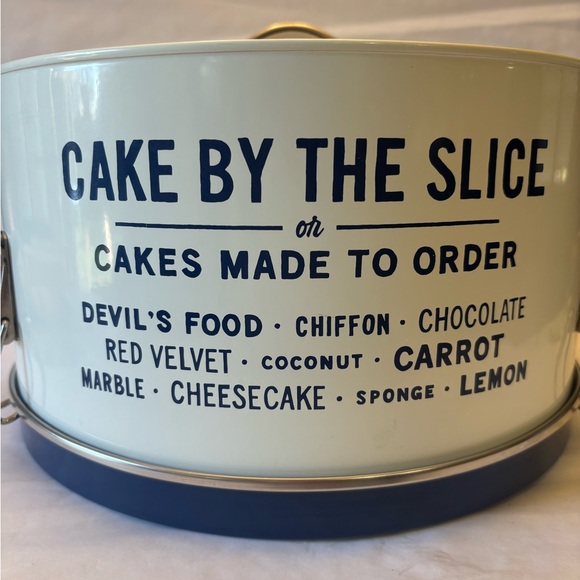 CAKE BY THE SLICE
or
CAKES MADE TO ORDER
DEVIL'S FOOD · CHIFFON · CHOCOLATE
RED VELVET · COCONUT · CARROT
MARBLE · CHEESECAKE · SPONGE · LEMON